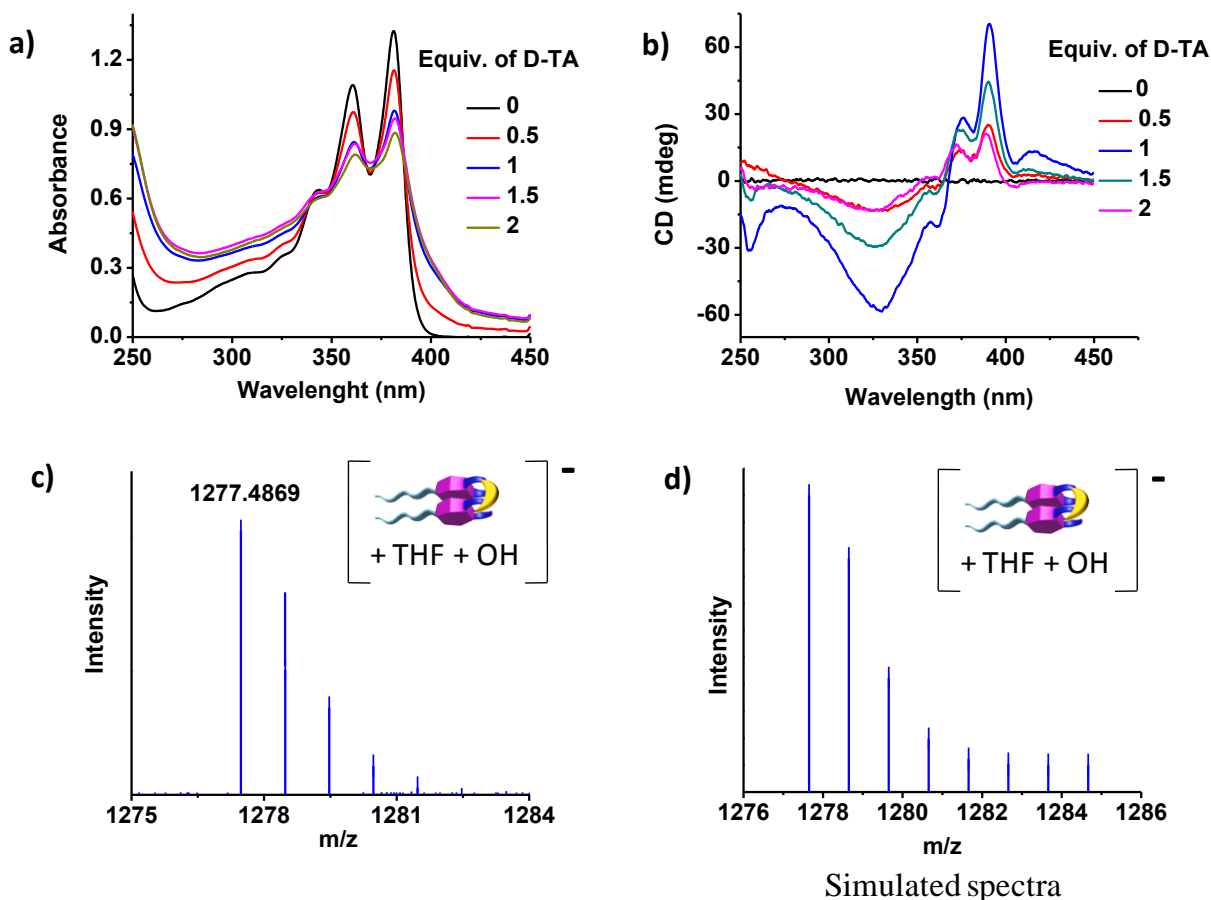 a)
Equiv. of D-TA
0
0.5
1
1.5
2
Absorbance
1.2
0.9
0.6
0.3
0.0
250
300
350
400
450
Wavelenght (nm)
b)
Equiv. of D-TA
0
0.5
1
1.5
2
CD (mdeg)
60
30
0
-30
-60
250
300
350
400
450
Wavelength (nm)
c)
1277.4869
-
+ THF + OH
Intensity
1275
1278
1281
1284
m/z
d)
-
+ THF + OH
Intensity
1276
1278
1280
1282
1284
1286
m/z
Simulated spectra